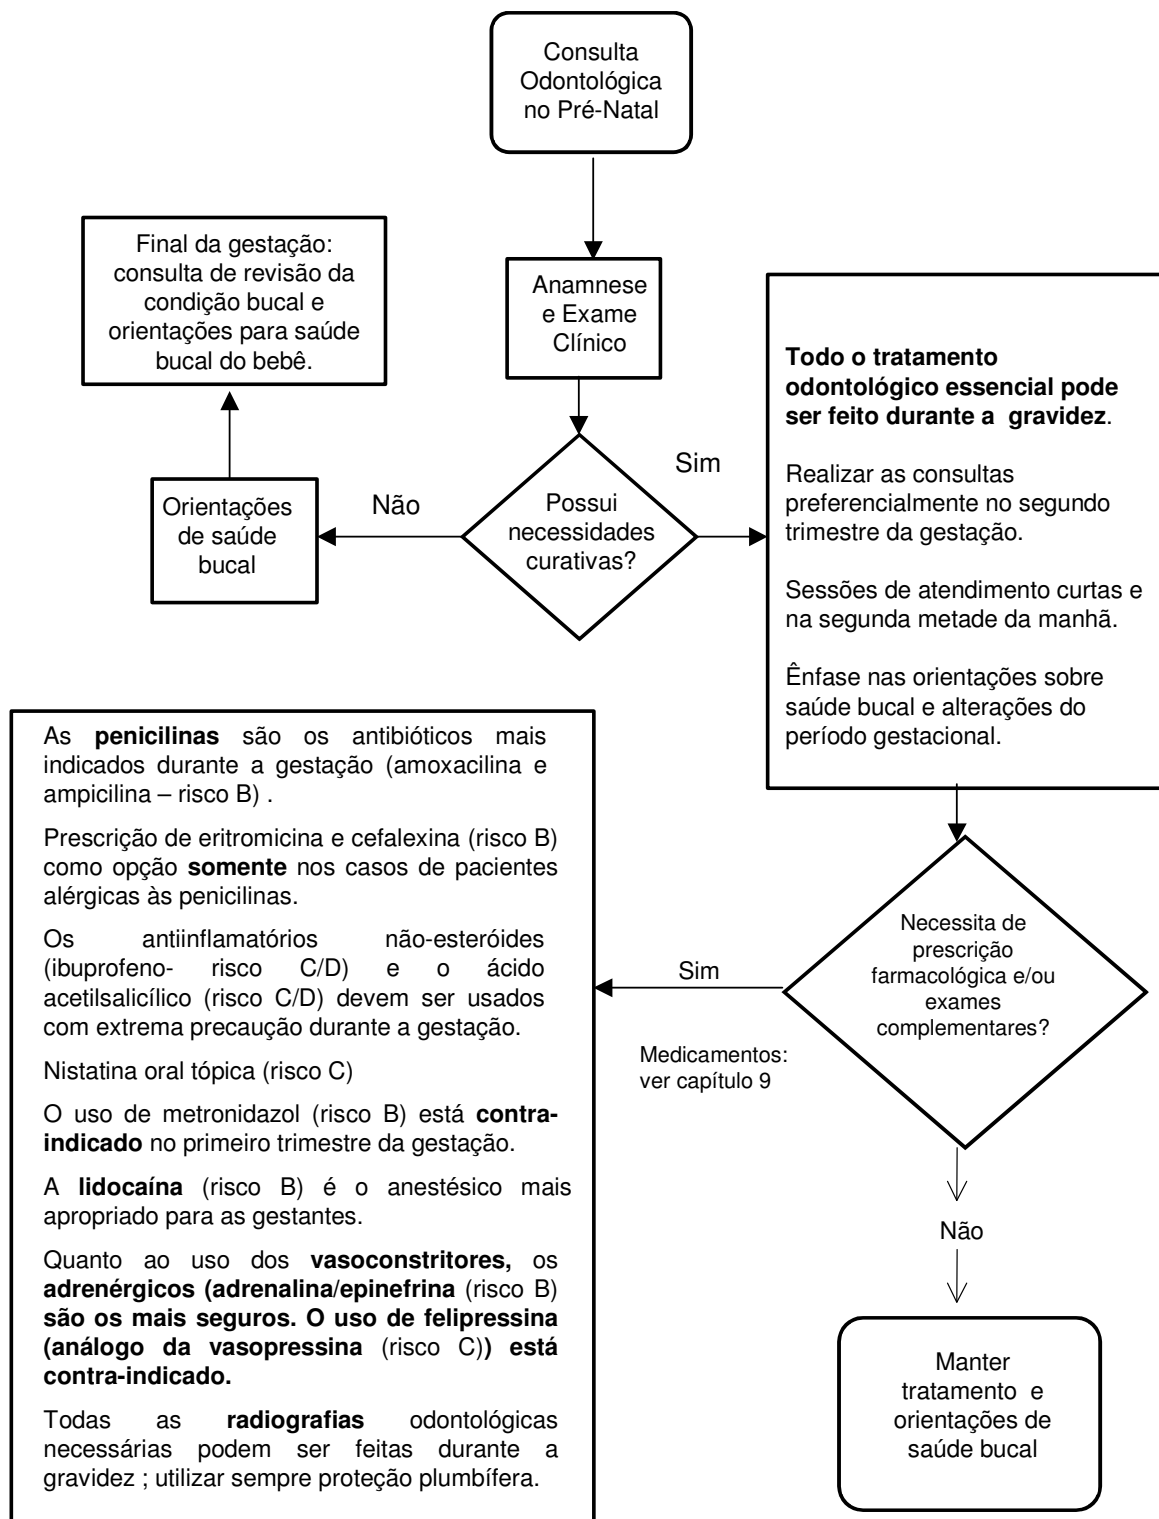 Consulta
Odontológica
no Pré-Natal
Final da gestação:
consulta de revisão da
condição bucal e
orientações para saúde
bucal do bebê.
Anamnese
e Exame
Clínico
Todo o tratamento
odontológico essencial pode
ser feito durante a gravidez.
Realizar as consultas
preferencialmente no segundo
trimestre da gestação.
Sessões de atendimento curtas e
na segunda metade da manhã.
Ênfase nas orientações sobre
saúde bucal e alterações do
período gestacional.
Sim
Não
Possui
necessidades
curativas?
Orientações
de saúde
bucal
As penicilinas são os antibióticos mais
indicados durante a gestação (amoxacilina e
ampicilina – risco B) .
Prescrição de eritromicina e cefalexina (risco B)
como opção somente nos casos de pacientes
alérgicas às penicilinas.
Os antiinflamatórios não-esteróides
(ibuprofeno- risco C/D) e o ácido
acetilsalicílico (risco C/D) devem ser usados
com extrema precaução durante a gestação.
Nistatina oral tópica (risco C)
O uso de metronidazol (risco B) está contra-
indicado no primeiro trimestre da gestação.
A lidocaína (risco B) é o anestésico mais
apropriado para as gestantes.
Quanto ao uso dos vasoconstritores, os
adrenérgicos (adrenalina/epinefrina (risco B)
são os mais seguros. O uso de felipressina
(análogo da vasopressina (risco C)) está
contra-indicado.
Todas as radiografias odontológicas
necessárias podem ser feitas durante a
gravidez ; utilizar sempre proteção plumbífera.
Necessita de
prescrição
farmacológica e/ou
exames
complementares?
Sim
Medicamentos:
ver capítulo 9
Não
Manter
tratamento e
orientações de
saúde bucal